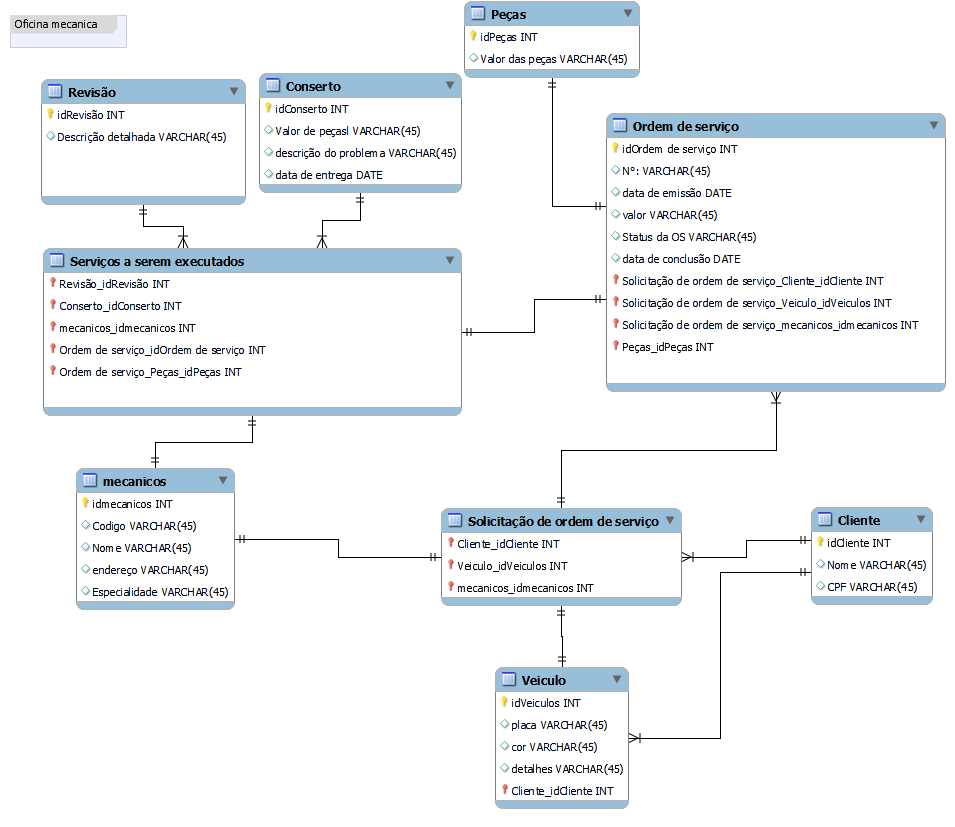 Oficina mecanica
Peças
idPeças INT
Valor das peças VARCHAR(45)
Revisão
idRevisão INT
Descrição detalhada VARCHAR(45)
Conserto
idConserto INT
Valor de peçasl VARCHAR(45)
descrição do problema VARCHAR(45)
data de entrega DATE
Ordem de serviço
idOrdem de serviço INT
N°: VARCHAR(45)
data de emissão DATE
valor VARCHAR(45)
Status da OS VARCHAR(45)
data de conclusão DATE
Solicitação de ordem de serviço_Cliente_idCliente INT
Solicitação de ordem de serviço_Veiculo_idVeiculos INT
Solicitação de ordem de serviço_mecanicos_idmecanicos INT
Peças_idPeças INT
Serviços a serem executados
Revisão_idRevisão INT
Conserto_idConserto INT
mecanicos_idmecanicos INT
Ordem de serviço_idOrdem de serviço INT
Ordem de serviço_Peças_idPeças INT
mecanicos
idmecanicos INT
Codigo VARCHAR(45)
Nome VARCHAR(45)
endereço VARCHAR(45)
Especialidade VARCHAR(45)
Solicitação de ordem de serviço
Cliente_idCliente INT
Veiculo_idVeiculos INT
mecanicos_idmecanicos INT
Cliente
idCliente INT
Nome VARCHAR(45)
CPF VARCHAR(45)
Veiculo
idVeiculos INT
placa VARCHAR(45)
cor VARCHAR(45)
detalhes VARCHAR(45)
Cliente_idCliente INT